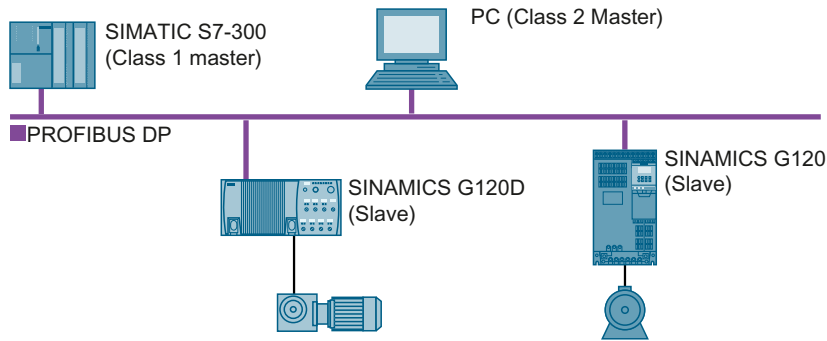 SIMATIC S7-300
(Class 1 master)
PC (Class 2 Master)
PROFIBUS DP
SINAMICS G120D
(Slave)
SINAMICS G120
(Slave)